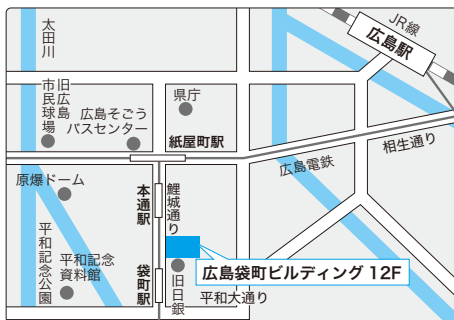 JR線
広島駅
太田川
旧広島
市民球場
県庁
広島そごう
バスセンター
紙屋町駅
相生通り
広島電鉄
原爆ドーム
本通駅
鯉城通り
平和記念公園
平和記念
資料館
袋町駅
旧日銀
広島袋町ビルディング 12F
平和大通り